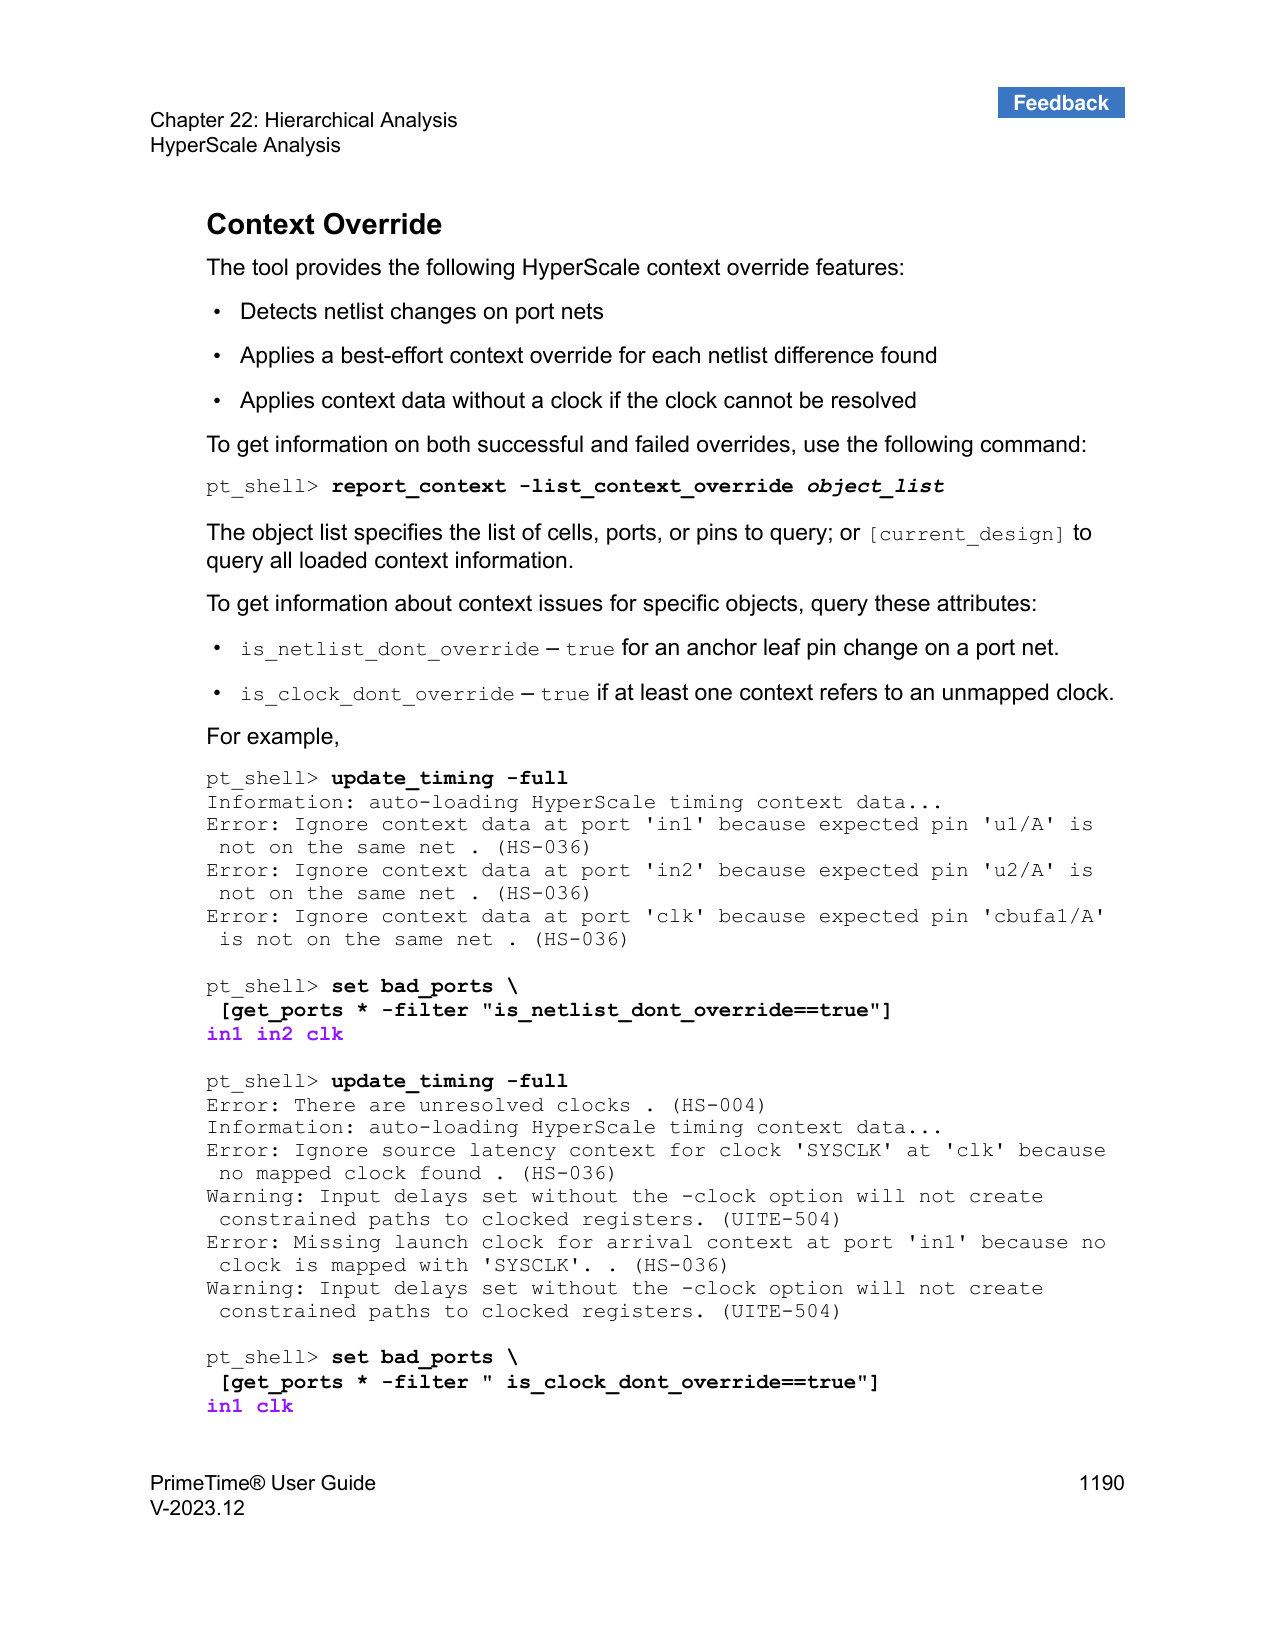 Feedback
Chapter 22: Hierarchical Analysis
HyperScale Analysis
Context Override
The tool provides the following HyperScale context override features:
• Detects netlist changes on port nets
• Applies a best-effort context override for each netlist difference found
• Applies context data without a clock if the clock cannot be resolved
To get information on both successful and failed overrides, use the following command:
pt_shell> report_context -list_context_override object_list
The object list specifies the list of cells, ports, or pins to query; or [current_design] to
query all loaded context information.
To get information about context issues for specific objects, query these attributes:
• is_netlist_dont_override – true for an anchor leaf pin change on a port net.
• is_clock_dont_override – true if at least one context refers to an unmapped clock.
For example,
pt_shell> update_timing -full
Information: auto-loading HyperScale timing context data...
Error: Ignore context data at port 'in1' because expected pin 'u1/A' is
 not on the same net . (HS-036)
Error: Ignore context data at port 'in2' because expected pin 'u2/A' is
 not on the same net . (HS-036)
Error: Ignore context data at port 'clk' because expected pin 'cbufa1/A'
 is not on the same net . (HS-036)
pt_shell> set bad_ports \
 [get_ports * -filter "is_netlist_dont_override==true"]
in1 in2 clk
pt_shell> update_timing -full
Error: There are unresolved clocks . (HS-004)
Information: auto-loading HyperScale timing context data...
Error: Ignore source latency context for clock 'SYSCLK' at 'clk' because
 no mapped clock found . (HS-036)
Warning: Input delays set without the -clock option will not create
 constrained paths to clocked registers. (UITE-504)
Error: Missing launch clock for arrival context at port 'in1' because no
 clock is mapped with 'SYSCLK'. . (HS-036)
Warning: Input delays set without the -clock option will not create
 constrained paths to clocked registers. (UITE-504)
pt_shell> set bad_ports \
 [get_ports * -filter " is_clock_dont_override==true"]
in1 clk
PrimeTime® User Guide 1190
V-2023.12